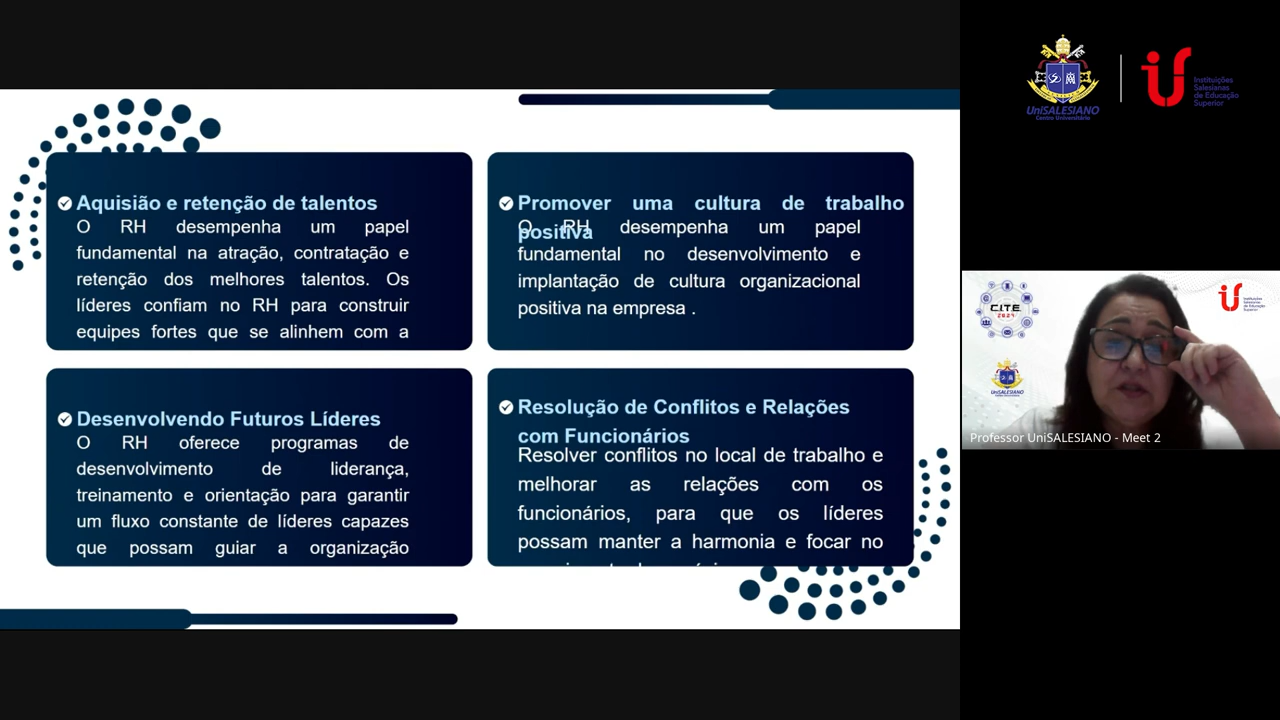 Aquisião e retenção de talentos
O RH desempenha um papel
fundamental na atração, contratação e
retenção dos melhores talentos. Os
líderes confiam no RH para construir
equipes fortes que se alinhem com a
Promover uma cultura de trabalho
positiva
O RH desempenha um papel
fundamental no desenvolvimento e
implantação de cultura organizacional
positiva na empresa .
Desenvolvendo Futuros Líderes
O RH oferece programas de
desenvolvimento de liderança,
treinamento e orientação para garantir
um fluxo constante de líderes capazes
que possam guiar a organização
Resolução de Conflitos e Relações
com Funcionários
Resolver conflitos no local de trabalho e
melhorar as relações com os
funcionários, para que os líderes
possam manter a harmonia e focar no
UniSALESIANO
Centro Universitário
Instituições
Salesianas
de Educação
Superior
CITE
UniSALESIANO
Instituições
Salesianas
de Educação
Superior
Professor UniSALESIANO - Meet 2